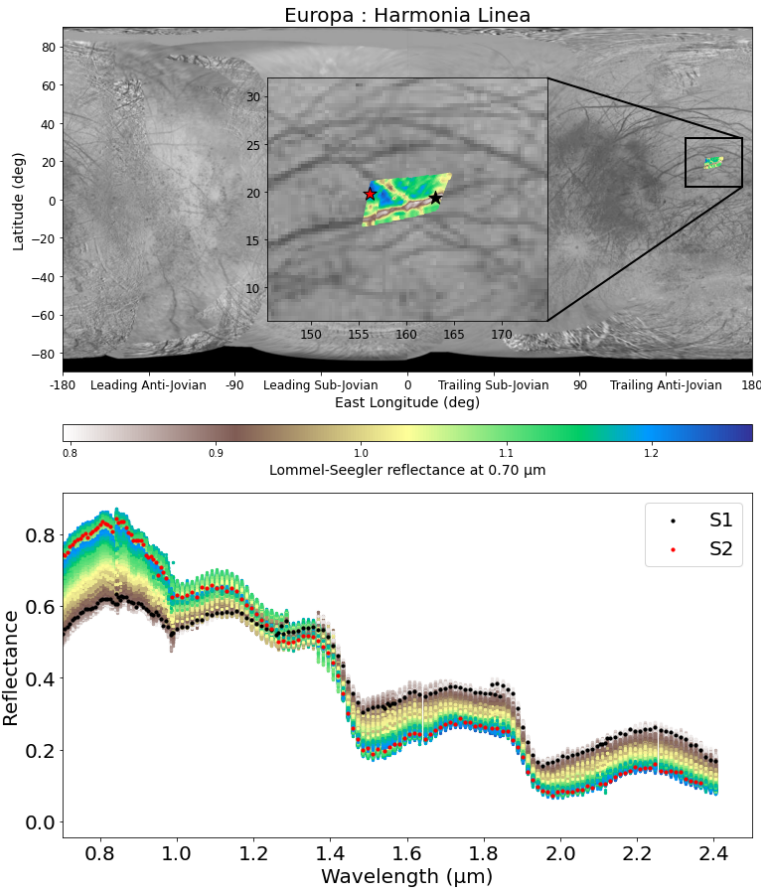 Europa : Harmonia Linea
Latitude (deg)
80
60
40
20
0
−20
−40
−60
−80
30
25
20
15
10
150 155 160 165 170
-180 Leading Anti-Jovian -90 Leading Sub-Jovian 0 Trailing Sub-Jovian 90 Trailing Anti-Jovian 180
East Longitude (deg)
0.8 0.9 1.0 1.1 1.2
Lommel-Seegler reflectance at 0.70 μm
S1
S2
Reflectance
0.8
0.6
0.4
0.2
0.0
0.8 1.0 1.2 1.4 1.6 1.8 2.0 2.2 2.4
Wavelength (μm)